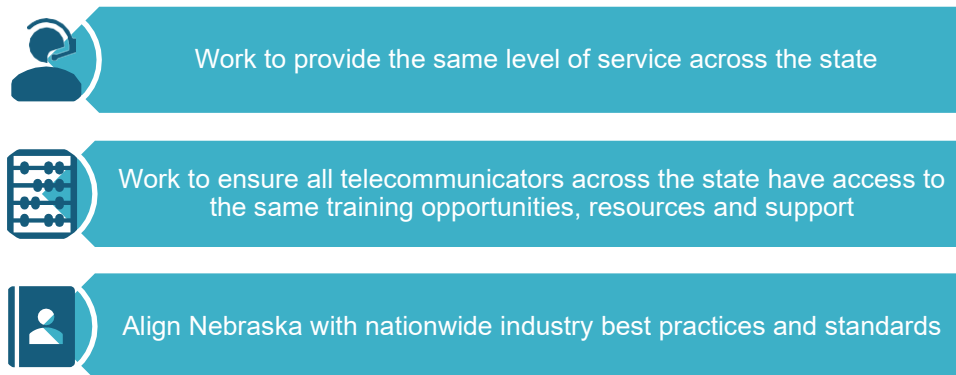 Work to provide the same level of service across the state
Work to ensure all telecommunicators across the state have access to
the same training opportunities, resources and support
Align Nebraska with nationwide industry best practices and standards